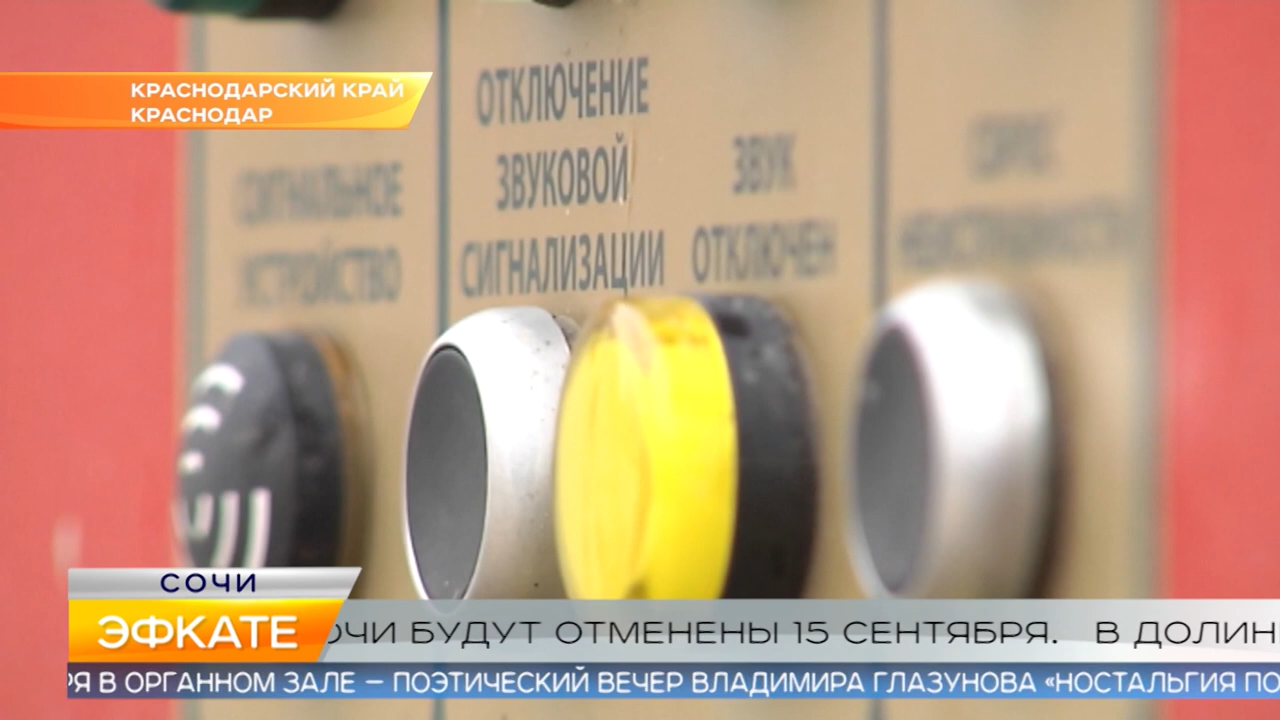 КРАСНОДАРСКИЙ КРАЙ
КРАСНОДАР
СИГНАЛЬНОЕ
УСТРОЙСТВО
ОТКЛЮЧЕНИЕ
ЗВУКОВОЙ
СИГНАЛИЗАЦИИ
ЗВУК
ОТКЛЮЧЕН
НЕИСПРАВНОСТИ
СОЧИ
ЭФКАТЕ
ОЧИ БУДУТ ОТМЕНЕНЫ 15 СЕНТЯБРЯ. В ДОЛИН
РЯ В ОРГАННОМ ЗАЛЕ – ПОЭТИЧЕСКИЙ ВЕЧЕР ВЛАДИМИРА ГЛАЗУНОВА «НОСТАЛЬГИЯ ПО